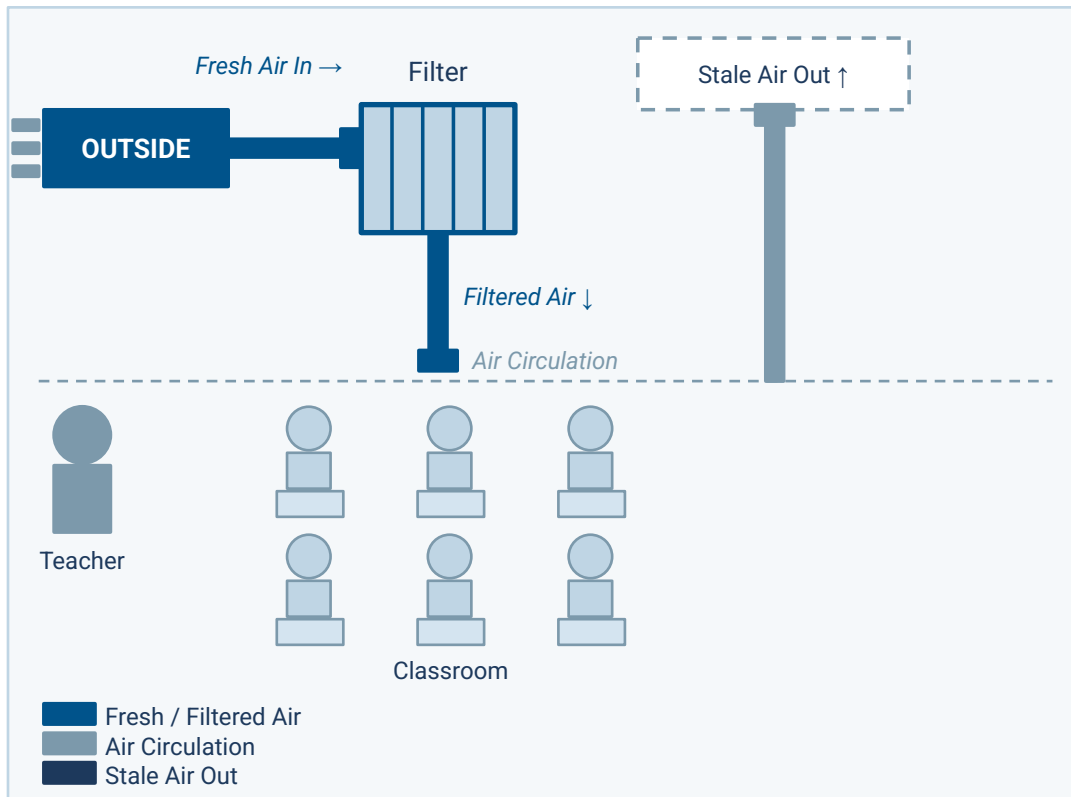 Fresh Air In →
Filter
Stale Air Out ↑
OUTSIDE
Filtered Air ↓
Air Circulation
Teacher
Classroom
Fresh / Filtered Air
Air Circulation
Stale Air Out